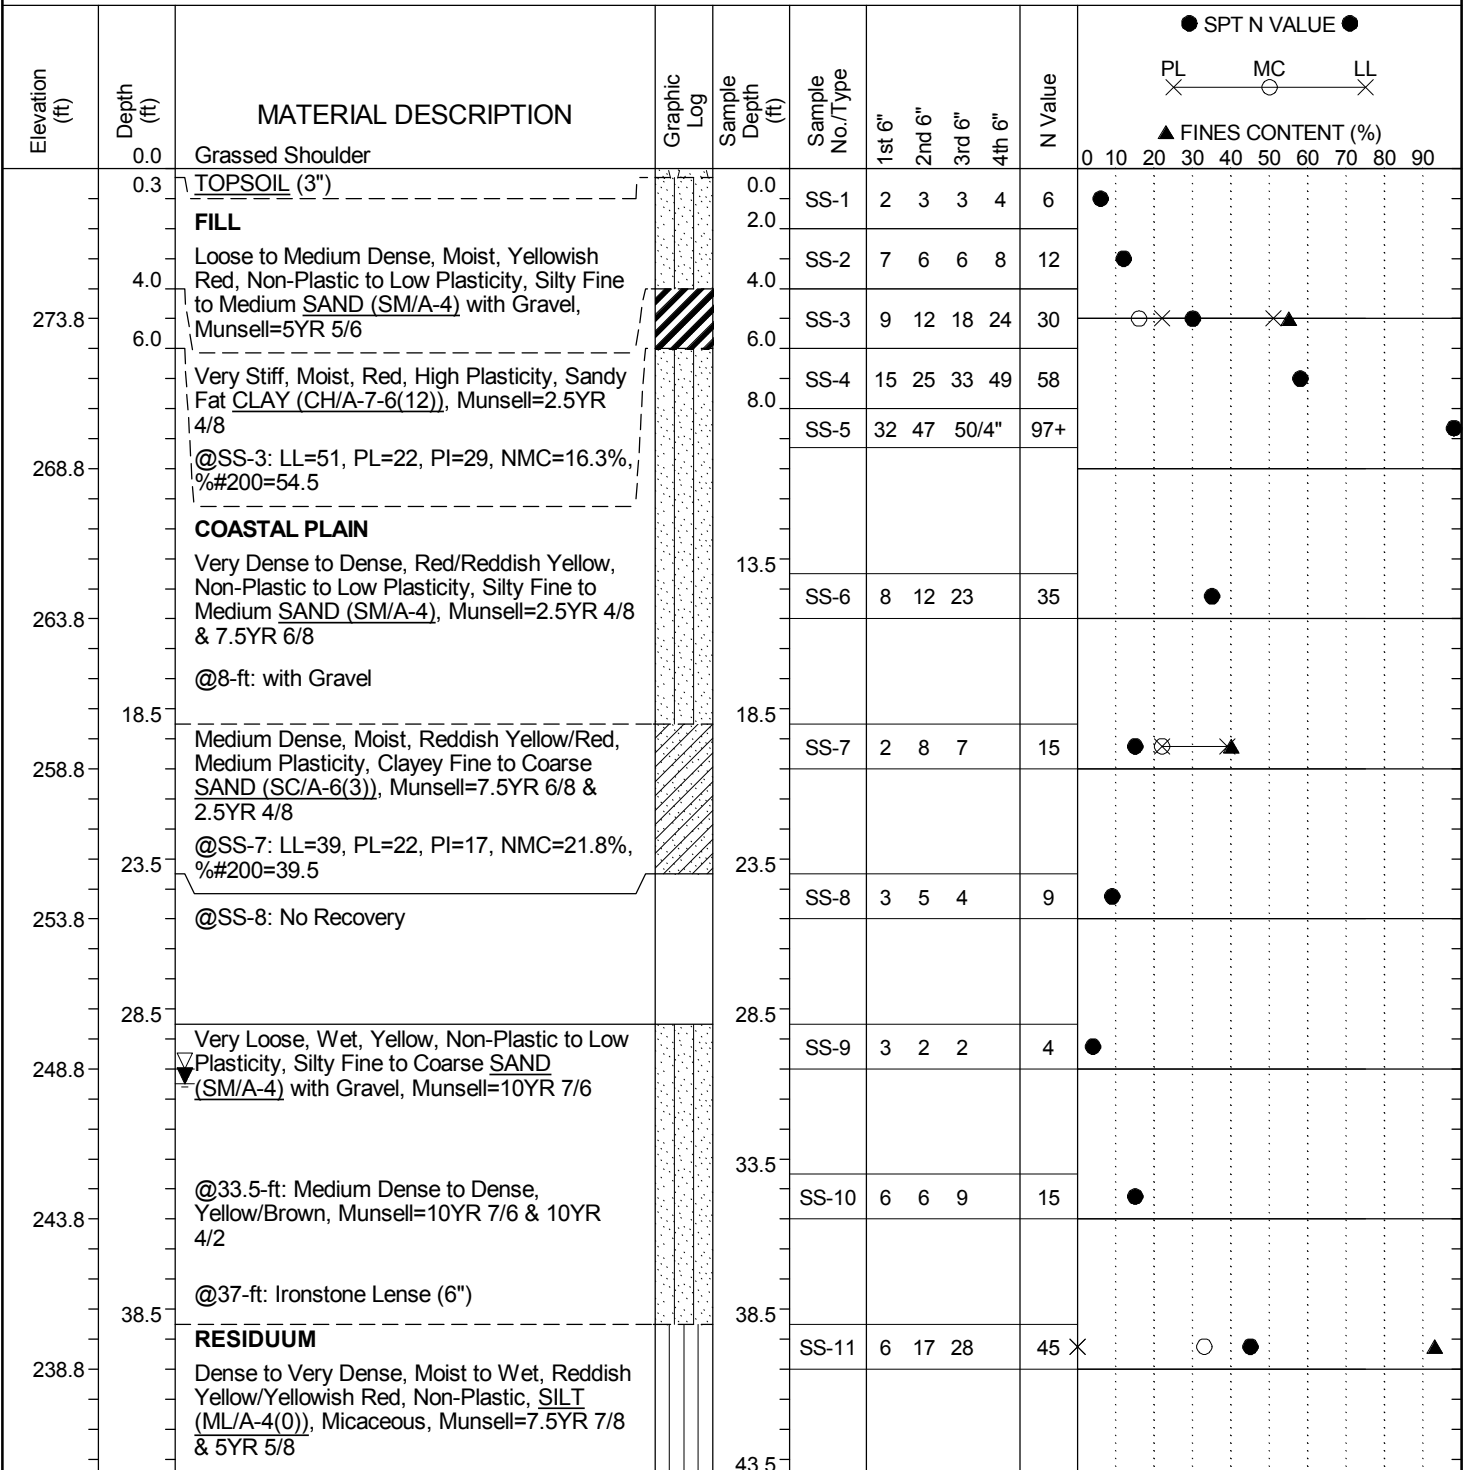 ● SPT N VALUE ●
PL MC LL
▲ FINES CONTENT (%)
0 10 20 30 40 50 60 70 80 90
Elevation (ft)
Depth (ft)
MATERIAL DESCRIPTION
Graphic Log
Sample Depth (ft)
Sample No./Type
1st 6"
2nd 6"
3rd 6"
4th 6"
N Value
0.0 Grassed Shoulder
0.3 TOPSOIL (3") 0.0
SS-1 2 3 3 4 6
FILL 2.0
Loose to Medium Dense, Moist, Yellowish SS-2 7 6 6 8 12
Red, Non-Plastic to Low Plasticity, Silty Fine
4.0 4.0
to Medium SAND (SM/A-4) with Gravel,
273.8 Munsell=5YR 5/6 SS-3 9 12 18 24 30
6.0 6.0
Very Stiff, Moist, Red, High Plasticity, Sandy SS-4 15 25 33 49 58
Fat CLAY (CH/A-7-6(12)), Munsell=2.5YR 8.0
4/8 SS-5 32 47 50/4" 97+
@SS-3: LL=51, PL=22, PI=29, NMC=16.3%,
268.8
%#200=54.5
COASTAL PLAIN
Very Dense to Dense, Red/Reddish Yellow, 13.5
Non-Plastic to Low Plasticity, Silty Fine to SS-6 8 12 23 35
Medium SAND (SM/A-4), Munsell=2.5YR 4/8
263.8
& 7.5YR 6/8
@8-ft: with Gravel
18.5 18.5
Medium Dense, Moist, Reddish Yellow/Red, SS-7 2 8 7 15
Medium Plasticity, Clayey Fine to Coarse
258.8
SAND (SC/A-6(3)), Munsell=7.5YR 6/8 &
2.5YR 4/8
@SS-7: LL=39, PL=22, PI=17, NMC=21.8%,
23.5 23.5
%#200=39.5
SS-8 3 5 4 9
253.8 @SS-8: No Recovery
28.5 28.5
Very Loose, Wet, Yellow, Non-Plastic to Low SS-9 3 2 2 4
248.8 Plasticity, Silty Fine to Coarse SAND
(SM/A-4) with Gravel, Munsell=10YR 7/6
33.5
@33.5-ft: Medium Dense to Dense, SS-10 6 6 9 15
243.8 Yellow/Brown, Munsell=10YR 7/6 & 10YR
4/2
@37-ft: Ironstone Lense (6")
38.5 38.5
RESIDUUM SS-11 6 17 28 45
238.8 Dense to Very Dense, Moist to Wet, Reddish
Yellow/Yellowish Red, Non-Plastic, SILT
(ML/A-4(0)), Micaceous, Munsell=7.5YR 7/8
& 5YR 5/8
43.5